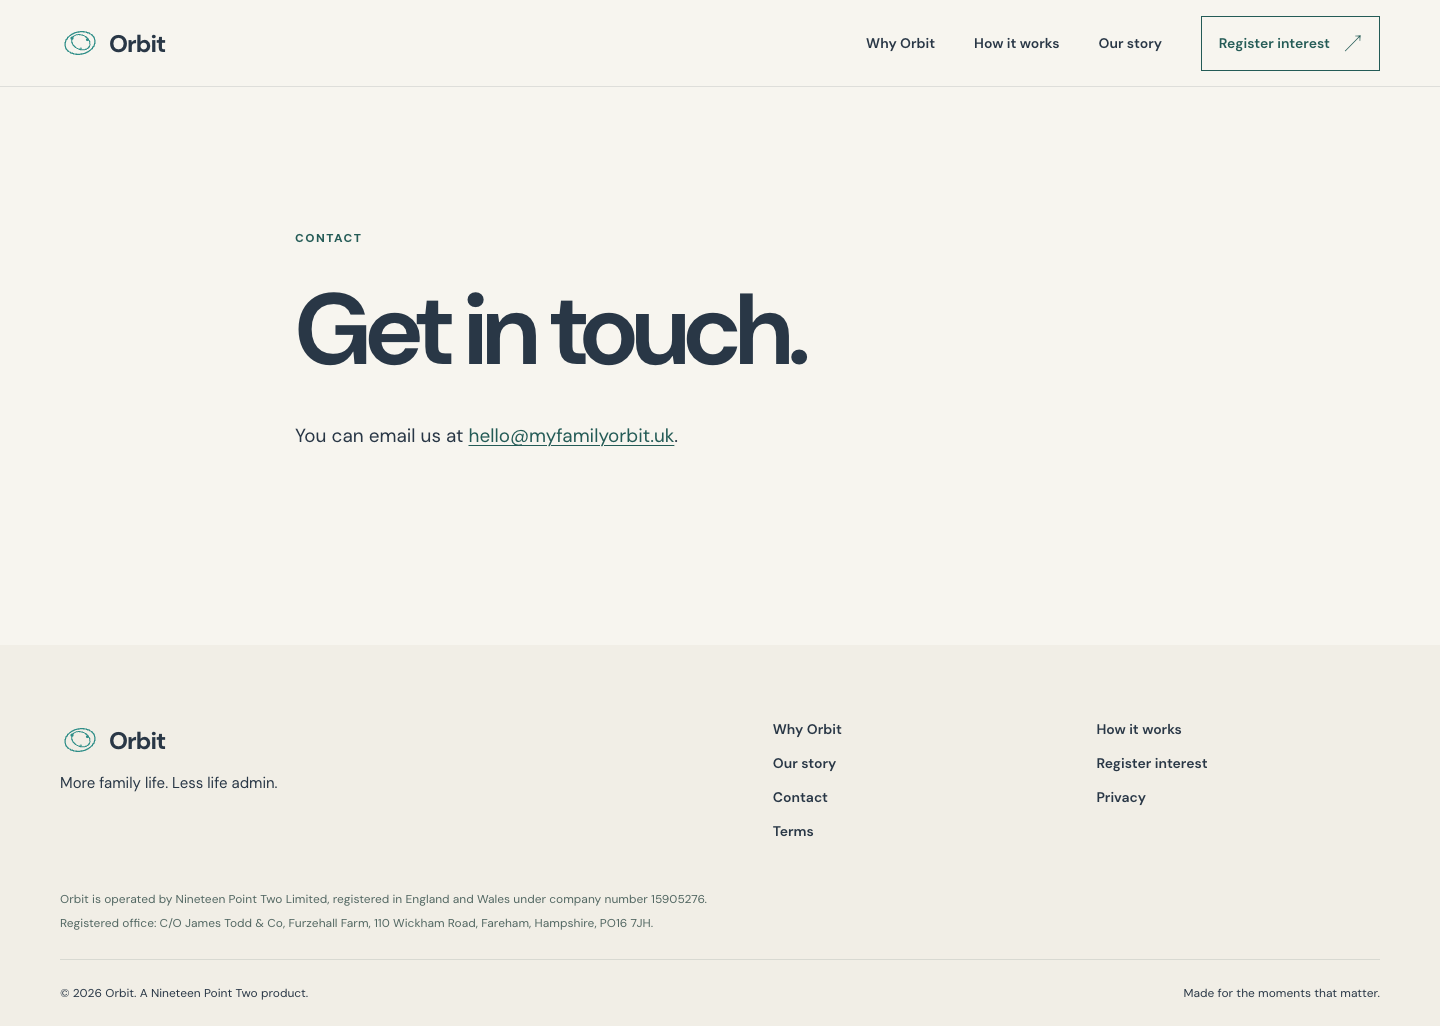 Orbit
Why Orbit
How it works
Our story
Register interest
CONTACT
Get in touch.
You can email us at hello@myfamilyorbit.uk.
Orbit
More family life. Less life admin.
Why Orbit
How it works
Our story
Register interest
Contact
Privacy
Terms
Orbit is operated by Nineteen Point Two Limited, registered in England and Wales under company number 15905276.
Registered office: C/O James Todd & Co, Furzehall Farm, 110 Wickham Road, Fareham, Hampshire, PO16 7JH.
© 2026 Orbit. A Nineteen Point Two product.
Made for the moments that matter.